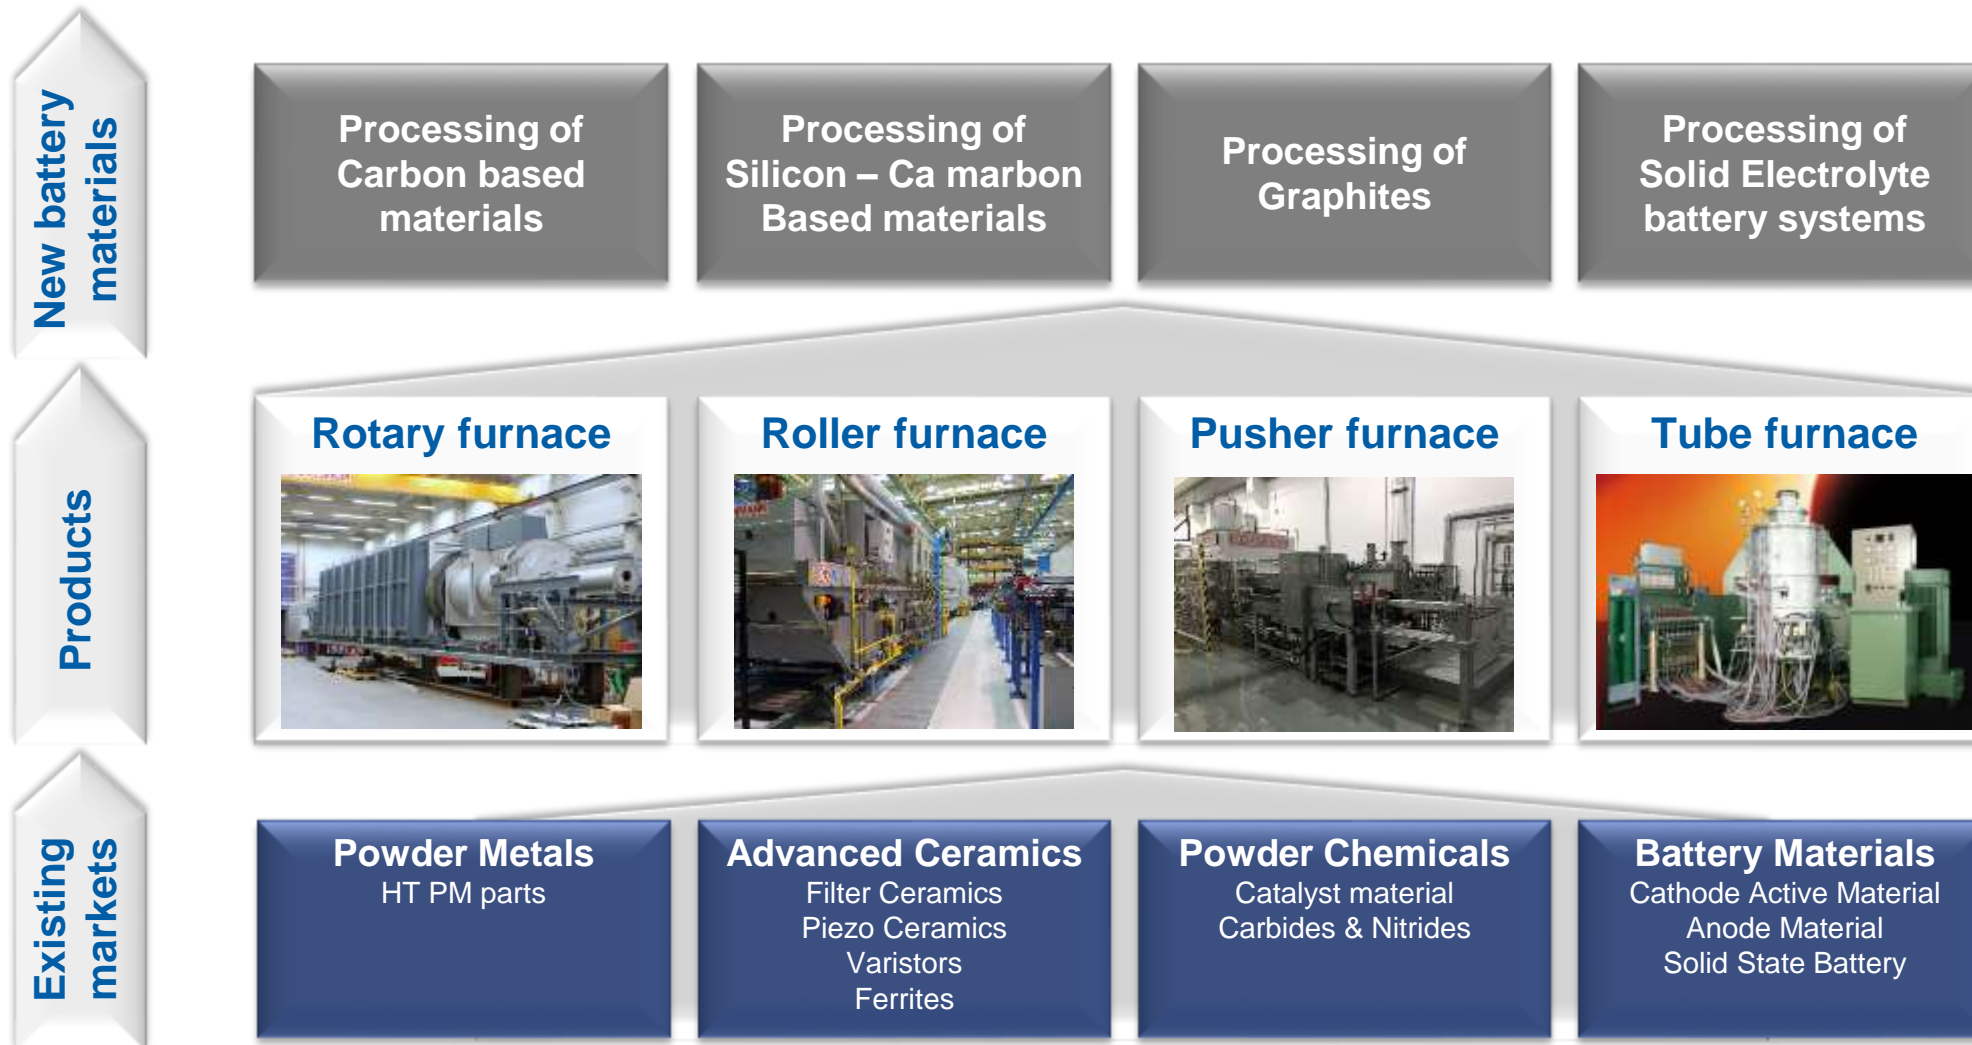 New battery
materials
Processing of
Carbon based
materials
Processing of
Silicon – Ca marbon
Based materials
Processing of
Graphites
Processing of
Solid Electrolyte
battery systems
Products
Rotary furnace
Roller furnace
Pusher furnace
Tube furnace
Existing
markets
Powder Metals
HT PM parts
Advanced Ceramics
Filter Ceramics
Piezo Ceramics
Varistors
Ferrites
Powder Chemicals
Catalyst material
Carbides & Nitrides
Battery Materials
Cathode Active Material
Anode Material
Solid State Battery